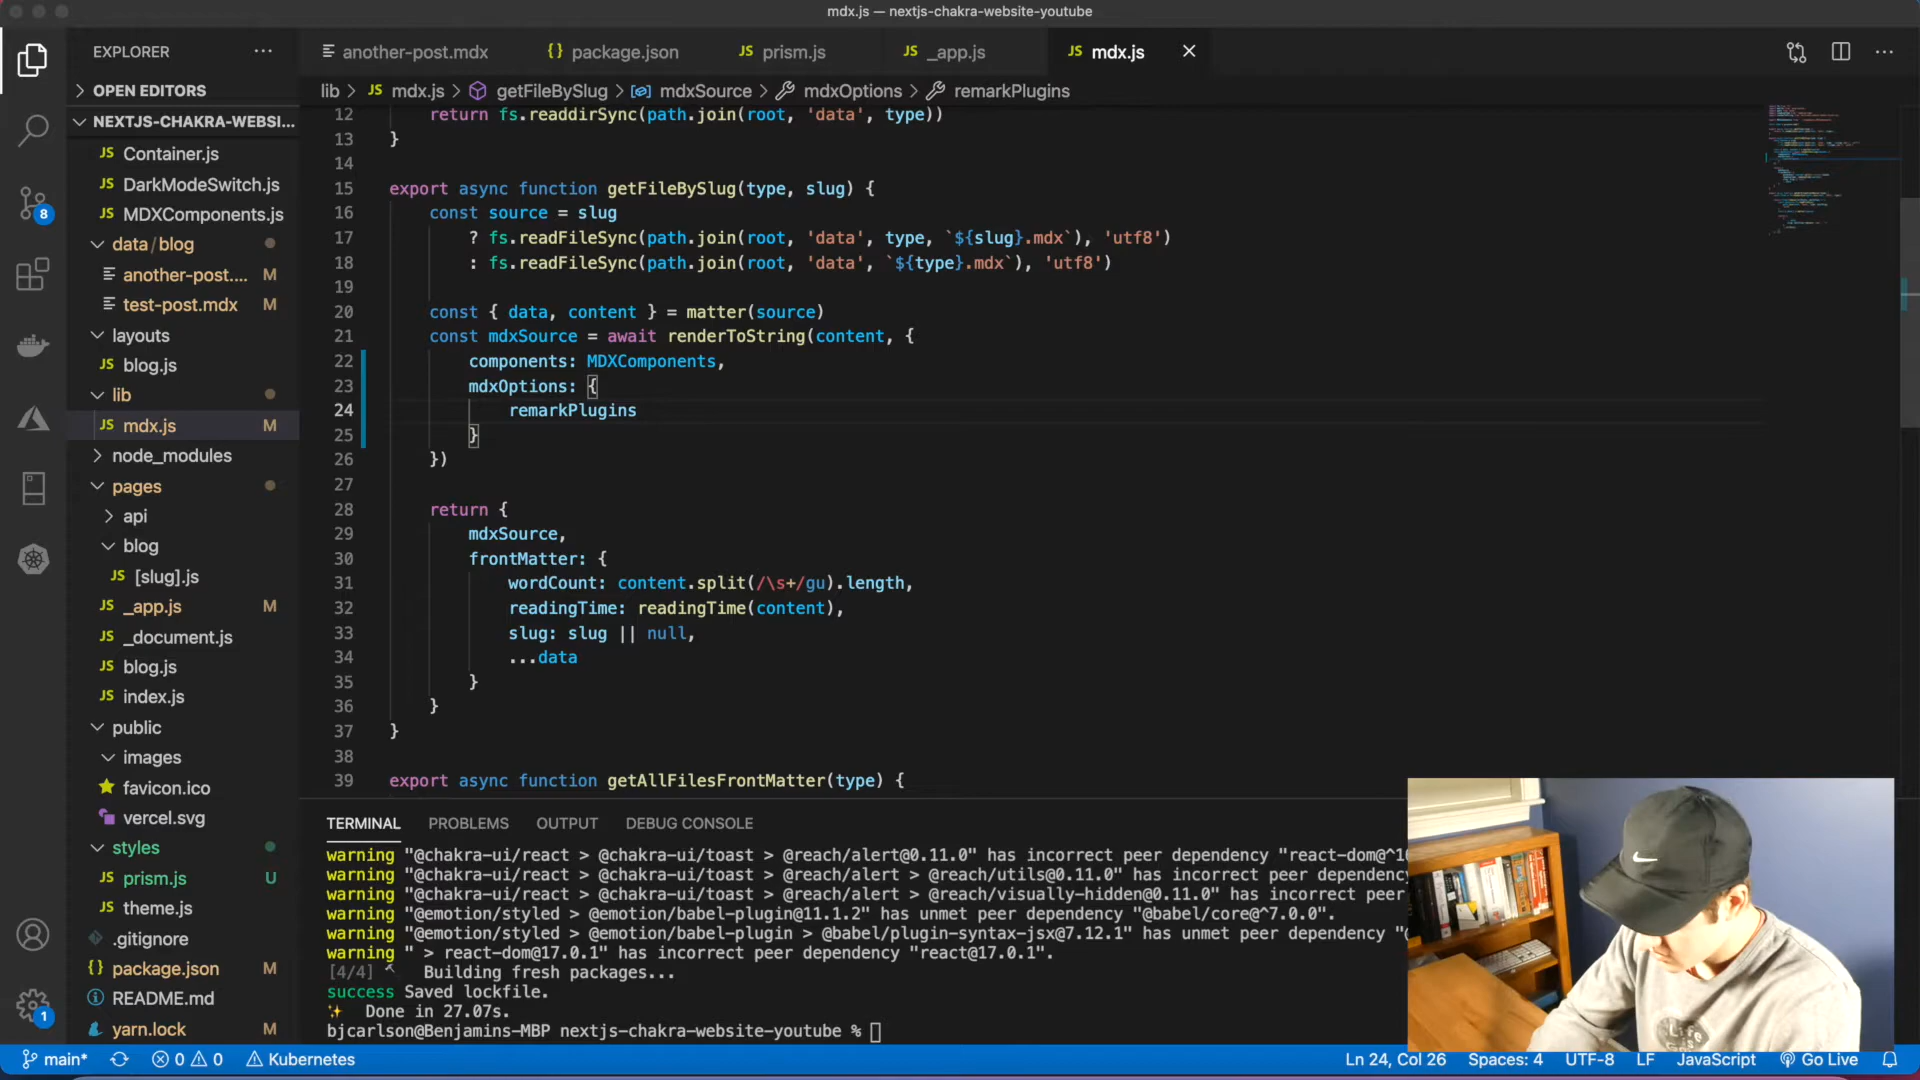 mdx.js — nextjs-chakra-website-youtube
EXPLORER
another-post.mdx
package.json
JS prism.js
JS _app.js
JS mdx.js
OPEN EDITORS
lib > JS mdx.js > getFileBySlug > mdxSource > mdxOptions > remarkPlugins
NEXTJS-CHAKRA-WEBSI...
JS Container.js
JS DarkModeSwitch.js
JS MDXComponents.js
data/blog
another-post.... M
test-post.mdx M
layouts
JS blog.js
lib
JS mdx.js M
node_modules
pages
api
blog
JS [slug].js
JS _app.js M
JS _document.js
JS blog.js
JS index.js
public
images
favicon.ico
vercel.svg
styles
JS prism.js U
JS theme.js
.gitignore
{} package.json M
README.md
yarn.lock M
8
1
12 return fs.readdirSync(path.join(root, 'data', type))
13 }
14
15 export async function getFileBySlug(type, slug) {
16 const source = slug
17 ? fs.readFileSync(path.join(root, 'data', type, `${slug}.mdx`), 'utf8')
18 : fs.readFileSync(path.join(root, 'data', `${type}.mdx`), 'utf8')
19
20 const { data, content } = matter(source)
21 const mdxSource = await renderToString(content, {
22 components: MDXComponents,
23 mdxOptions: {
24 remarkPlugins
25 }
26 })
27
28 return {
29 mdxSource,
30 frontMatter: {
31 wordCount: content.split(/\s+/gu).length,
32 readingTime: readingTime(content),
33 slug: slug || null,
34 ...data
35 }
36 }
37 }
38
39 export async function getAllFilesFrontMatter(type) {
TERMINAL PROBLEMS OUTPUT DEBUG CONSOLE
warning "@chakra-ui/react > @chakra-ui/toast > @reach/alert@0.11.0" has incorrect peer dependency "react-dom@^16
warning "@chakra-ui/react > @chakra-ui/toast > @reach/alert > @reach/utils@0.11.0" has incorrect peer dependency
warning "@chakra-ui/react > @chakra-ui/toast > @reach/alert > @reach/visually-hidden@0.11.0" has incorrect peer
warning "@emotion/styled > @emotion/babel-plugin@11.1.2" has unmet peer dependency "@babel/core@^7.0.0".
warning "@emotion/styled > @emotion/babel-plugin > @babel/plugin-syntax-jsx@7.12.1" has unmet peer dependency "@
warning " > react-dom@17.0.1" has incorrect peer dependency "react@17.0.1".
[4/4] Building fresh packages...
success Saved lockfile.
Done in 27.07s.
bjcarlson@Benjamins-MBP nextjs-chakra-website-youtube %
main* 0 0 Kubernetes
Ln 24, Col 26 Spaces: 4 UTF-8 LF JavaScript Go Live